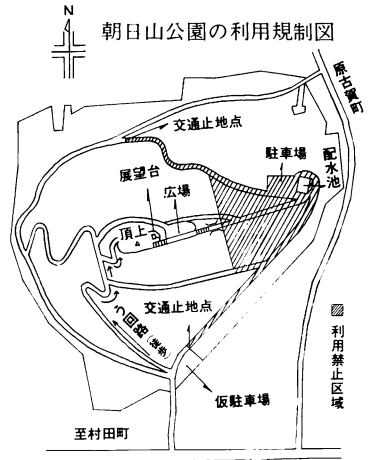 朝日山公園の利用規制図
N
原古賀町
交通止地点
駐車場
配水池
展望台
広場
頂上
交通止地点
う回路(徒歩)
利用禁止区域
仮駐車場
至村田町